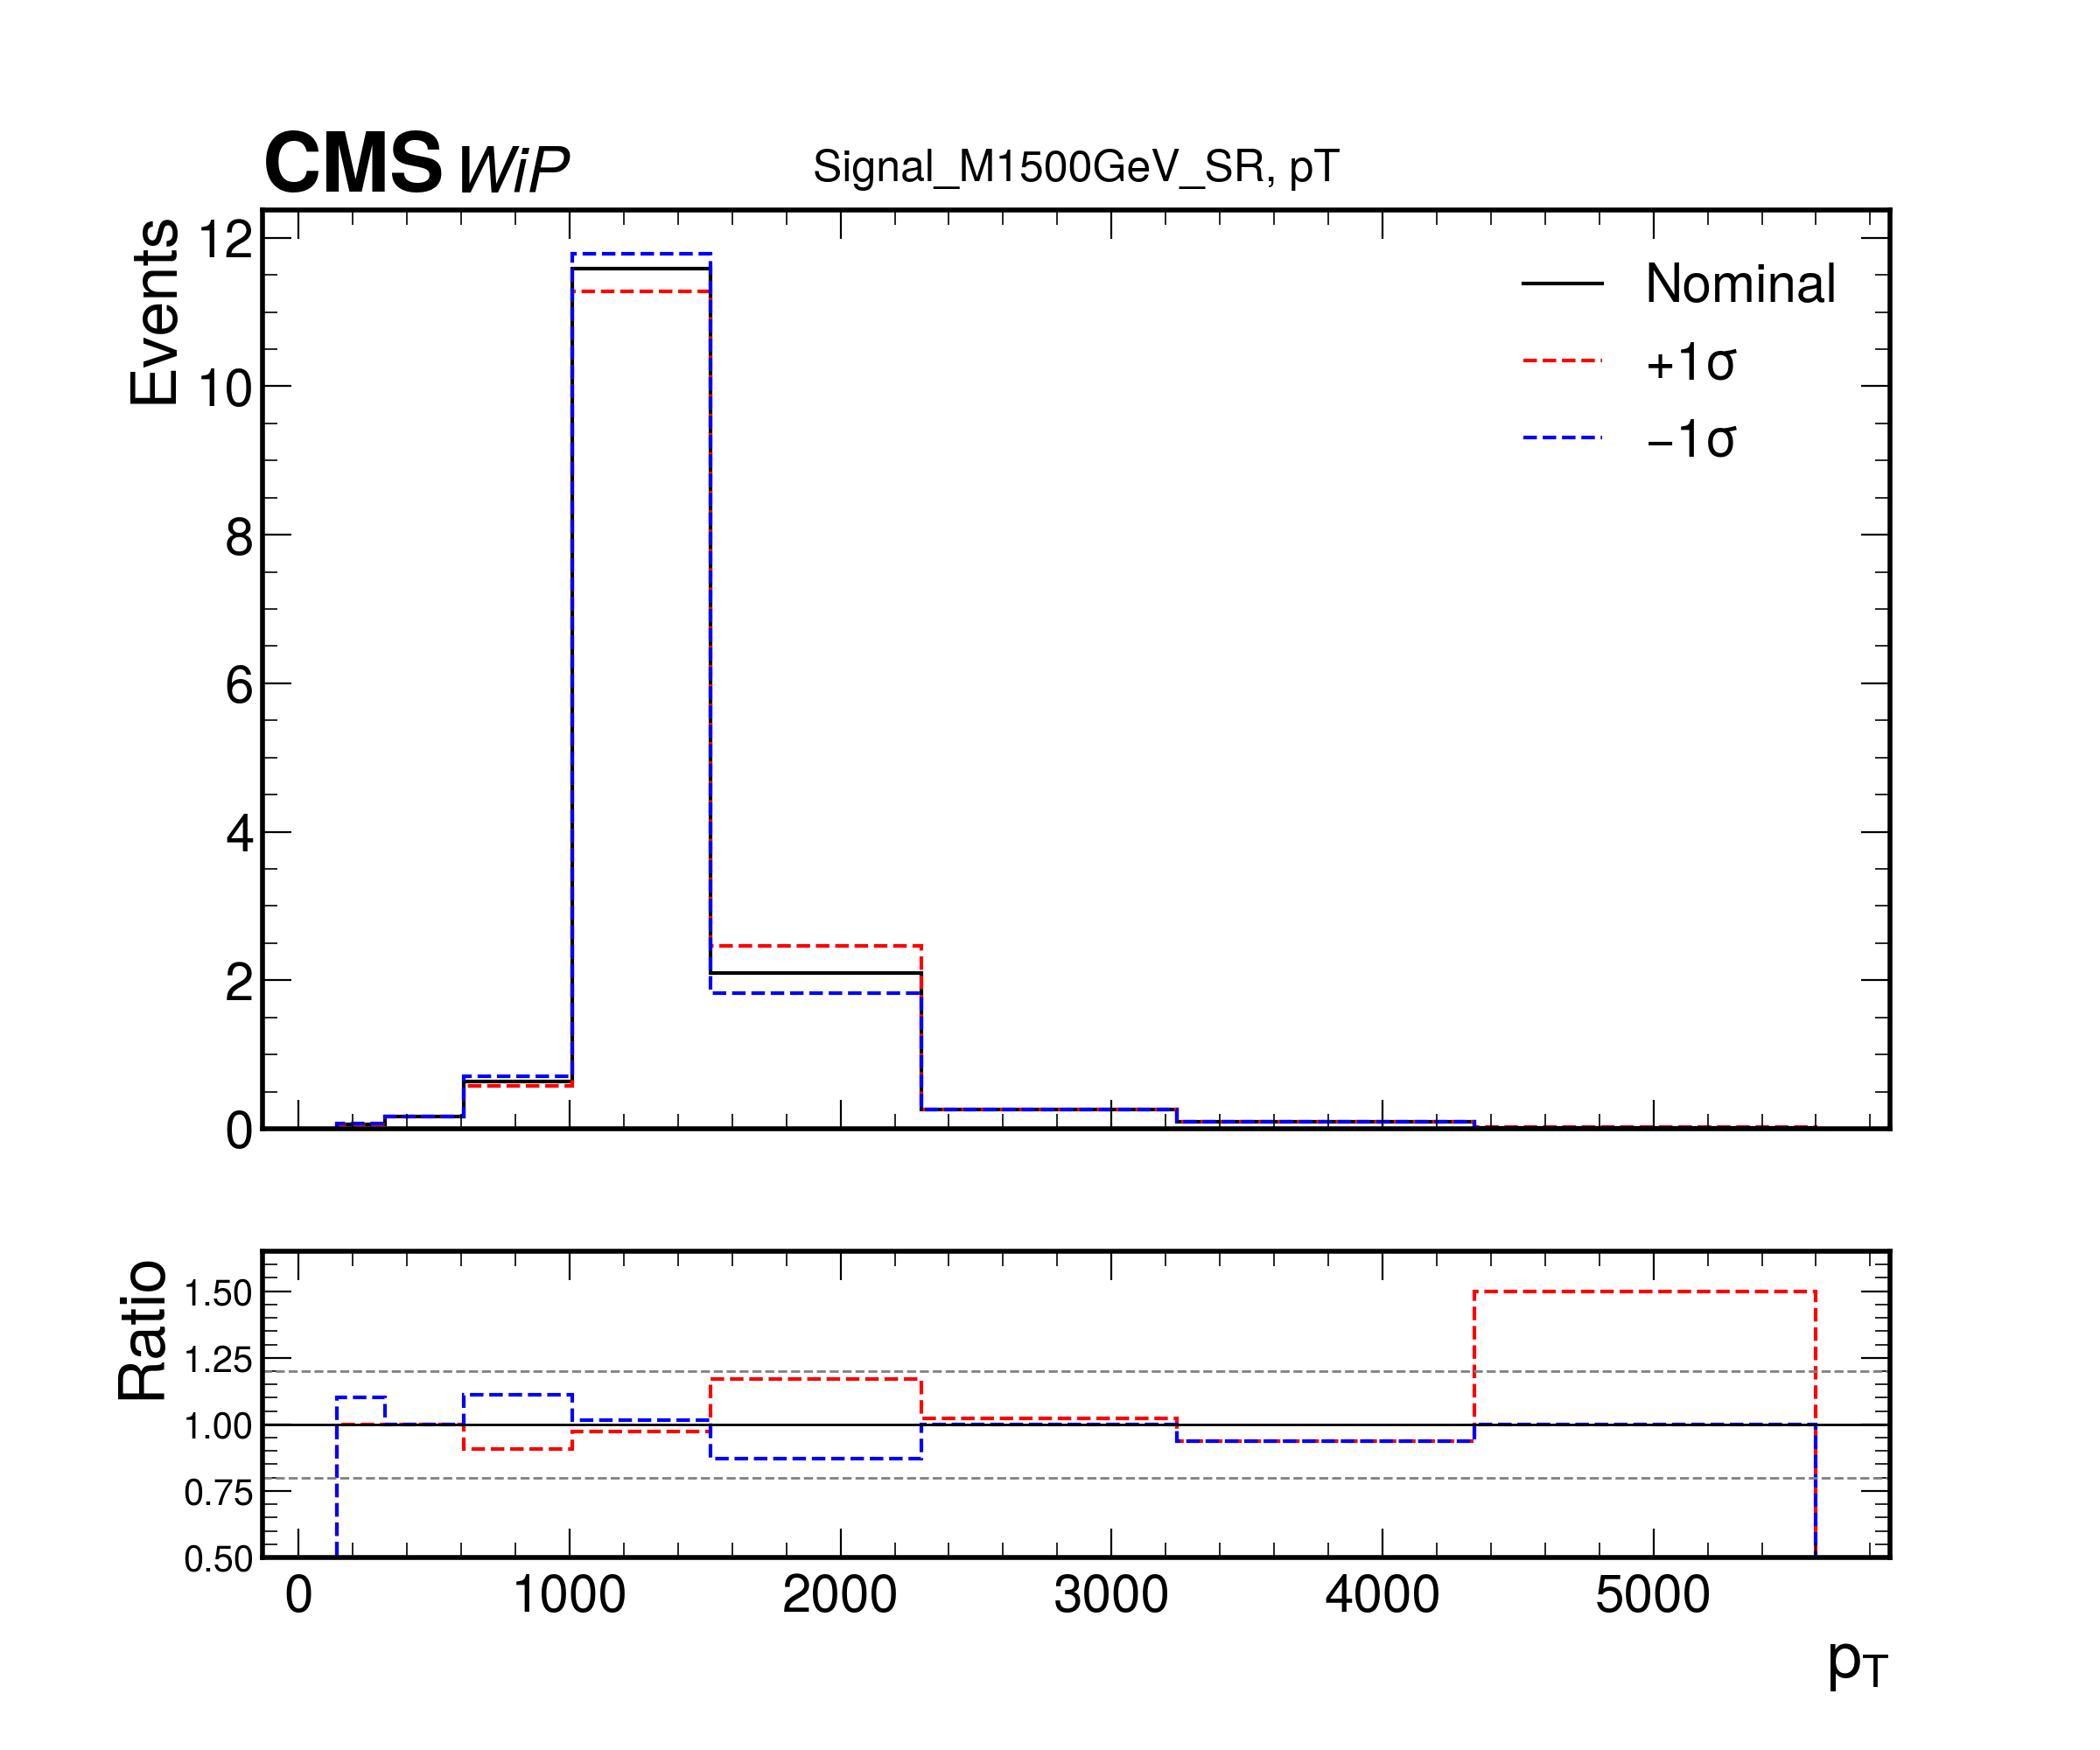 CMS WiP
Signal_M1500GeV_SR, pT
Events
12
10
8
6
4
2
0
Nominal
+1σ
−1σ
Ratio
1.50
1.25
1.00
0.75
0.50
0 1000 2000 3000 4000 5000
pT